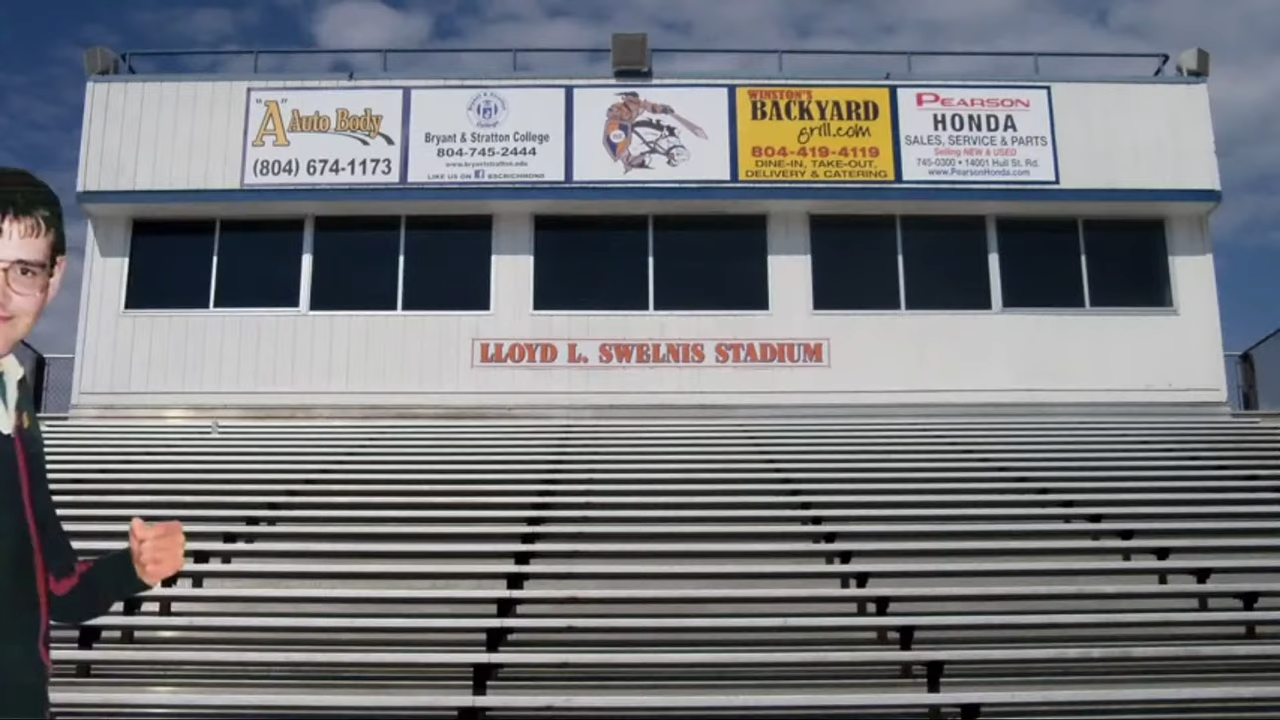 "A" Auto Body
(804) 674-1173
Bryant & Stratton College
804-745-2444
www.bryantstratton.edu
LIKE US ON f @SCRICHMOND
WINSTON'S
BACKYARD
grill.com
804-419-4119
DINE-IN, TAKE-OUT,
DELIVERY & CATERING
PEARSON
HONDA
SALES, SERVICE & PARTS
Selling NEW & USED
745-0300 • 14001 Hull St. Rd.
www.PearsonHonda.com
LLOYD L. SWELNIS STADIUM